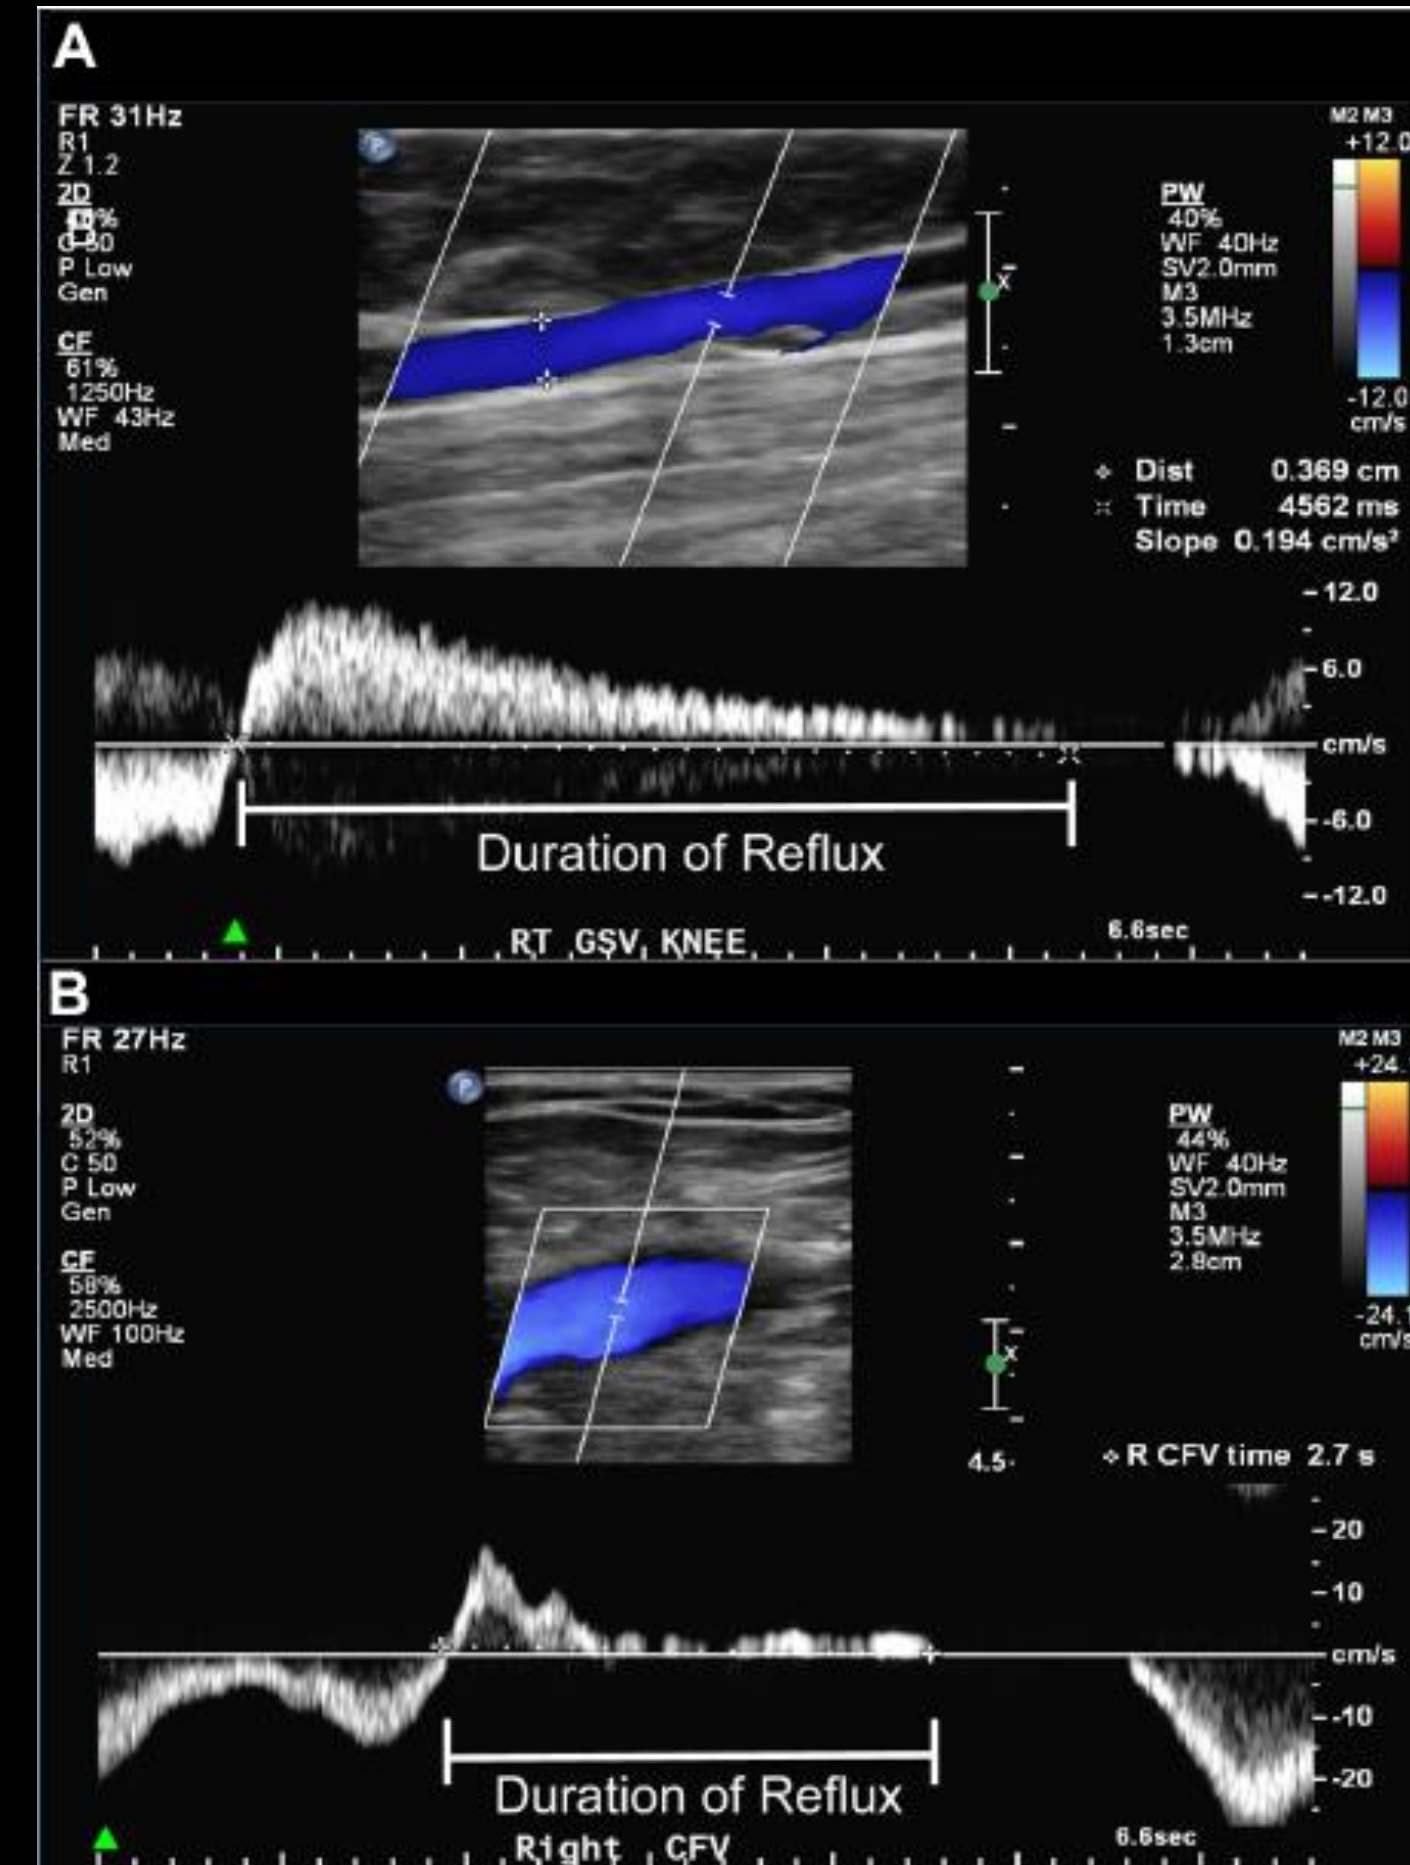 A
FR 31Hz
R1
Z 1.2
2D
C 50
P Low
Gen
CF
61%
1250Hz
WF 43Hz
Med
P
x
PW
40%
WF 40Hz
SV2.0mm
M3
3.5MHz
1.3cm
M2 M3
+12.0
-12.0
cm/s
Dist 0.369 cm
Time 4562 ms
Slope 0.194 cm/s²
12.0
6.0
cm/s
-6.0
-12.0
Duration of Reflux
6.6sec
RT GSV KNEE
B
FR 27Hz
R1
2D
52%
C 50
P Low
Gen
CF
58%
2500Hz
WF 100Hz
Med
P
x
4.5
PW
44%
WF 40Hz
SV2.0mm
M3
3.5MHz
2.8cm
M2 M3
+24.
-24.1
cm/s
R CFV time 2.7 s
20
10
cm/s
-10
-20
Duration of Reflux
6.6sec
Right CFV